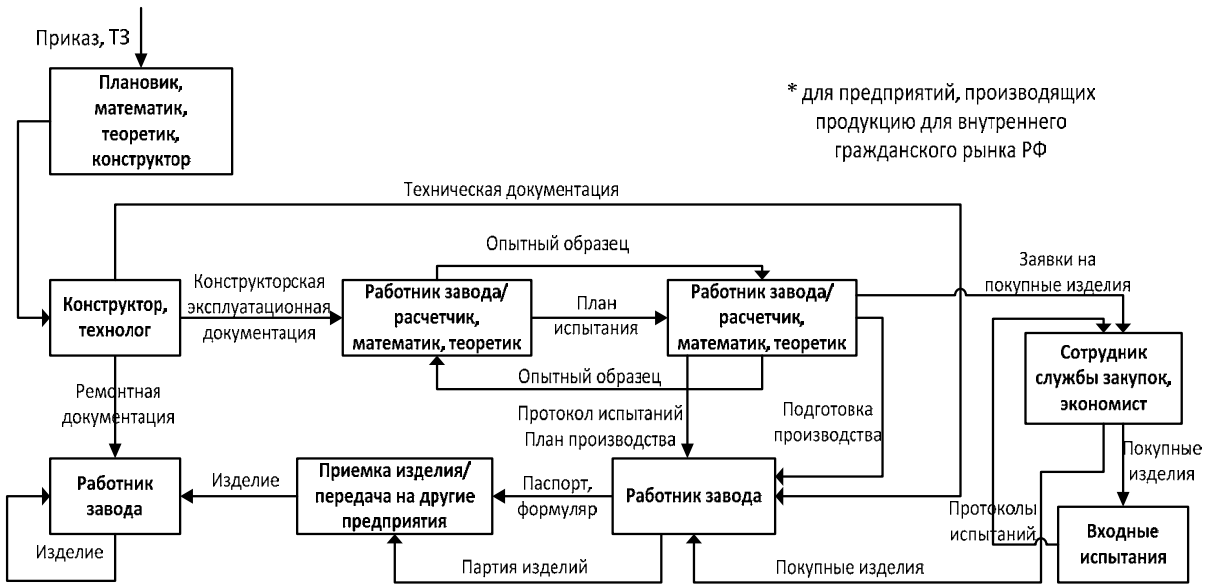 Приказ, ТЗ
Плановик,
математик,
теоретик,
конструктор
* для предприятий, производящих
продукцию для внутреннего
гражданского рынка РФ
Техническая документация
Опытный образец
Заявки на
покупные изделия
Конструктор,
технолог
Конструкторская
эксплуатационная
документация
Работник завода/
расчетчик,
математик, теоретик
План
испытания
Работник завода/
расчетчик,
математик, теоретик
Сотрудник
службы закупок,
экономист
Опытный образец
Ремонтная
документация
Протокол испытаний
План производства
Подготовка
производства
Покупные
изделия
Работник
завода
Изделие
Приемка изделия/
передача на другие
предприятия
Паспорт,
формуляр
Работник завода
Протоколы
испытаний
Входные
испытания
Изделие
Партия изделий
Покупные изделия